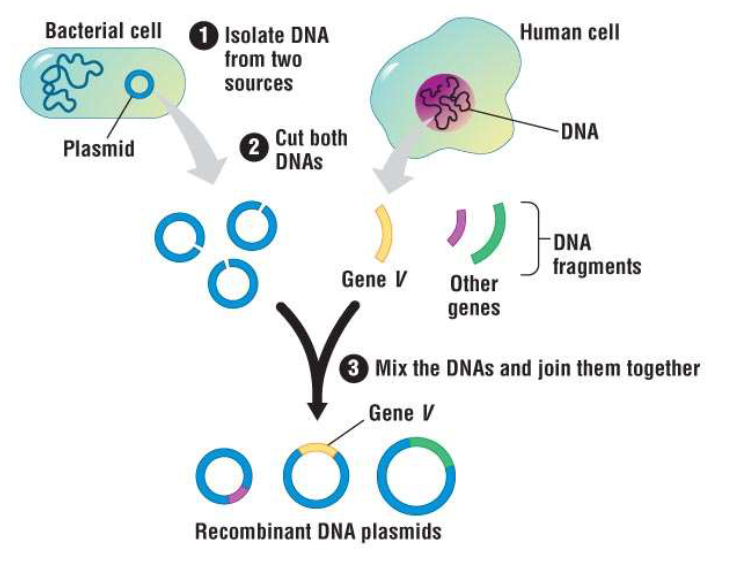 Bacterial cell
1 Isolate DNA
from two
sources
Human cell
Plasmid
2 Cut both
DNAs
DNA
Gene V
Other
genes
DNA
fragments
3 Mix the DNAs and join them together
Gene V
Recombinant DNA plasmids